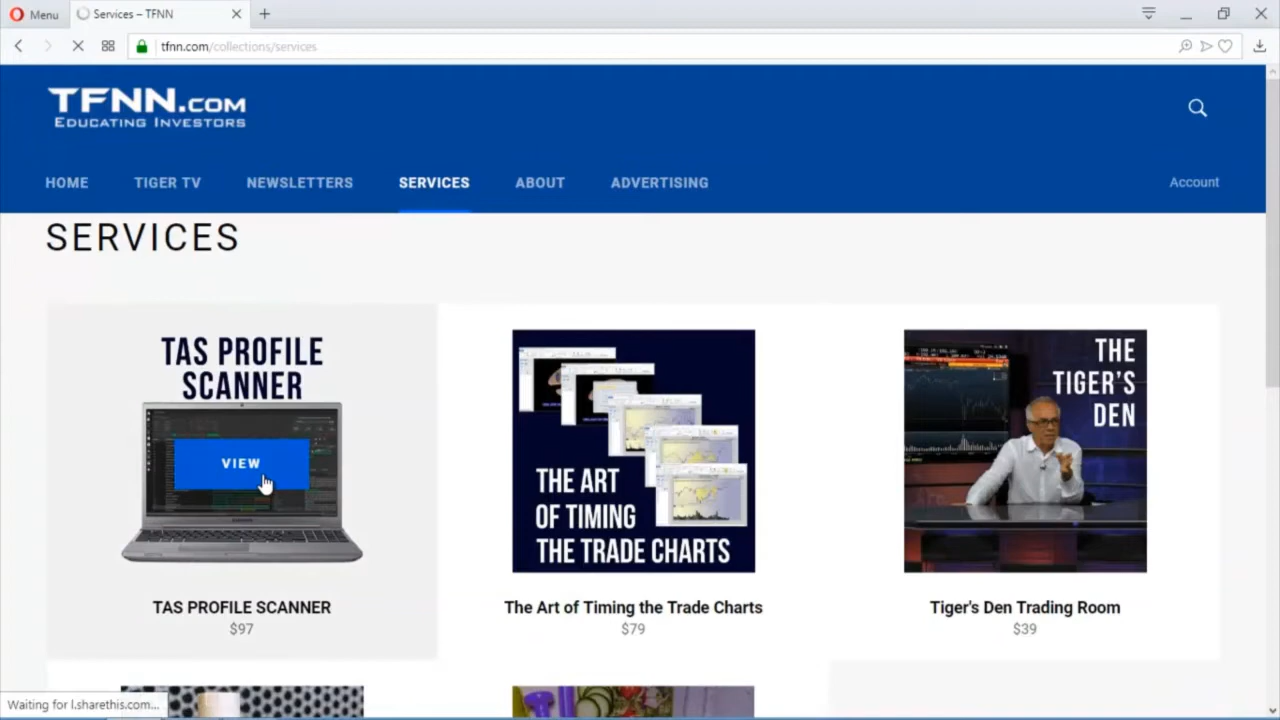 Menu
Services – TFNN
tfnn.com/collections/services
TFNN.COM
EDUCATING INVESTORS
HOME
TIGER TV
NEWSLETTERS
SERVICES
ABOUT
ADVERTISING
Account
SERVICES
TAS PROFILE
SCANNER
VIEW
TAS PROFILE SCANNER
$97
THE ART
OF TIMING
THE TRADE CHARTS
The Art of Timing the Trade Charts
$79
THE
TIGER'S
DEN
Tiger's Den Trading Room
$39
Waiting for l.sharethis.com...